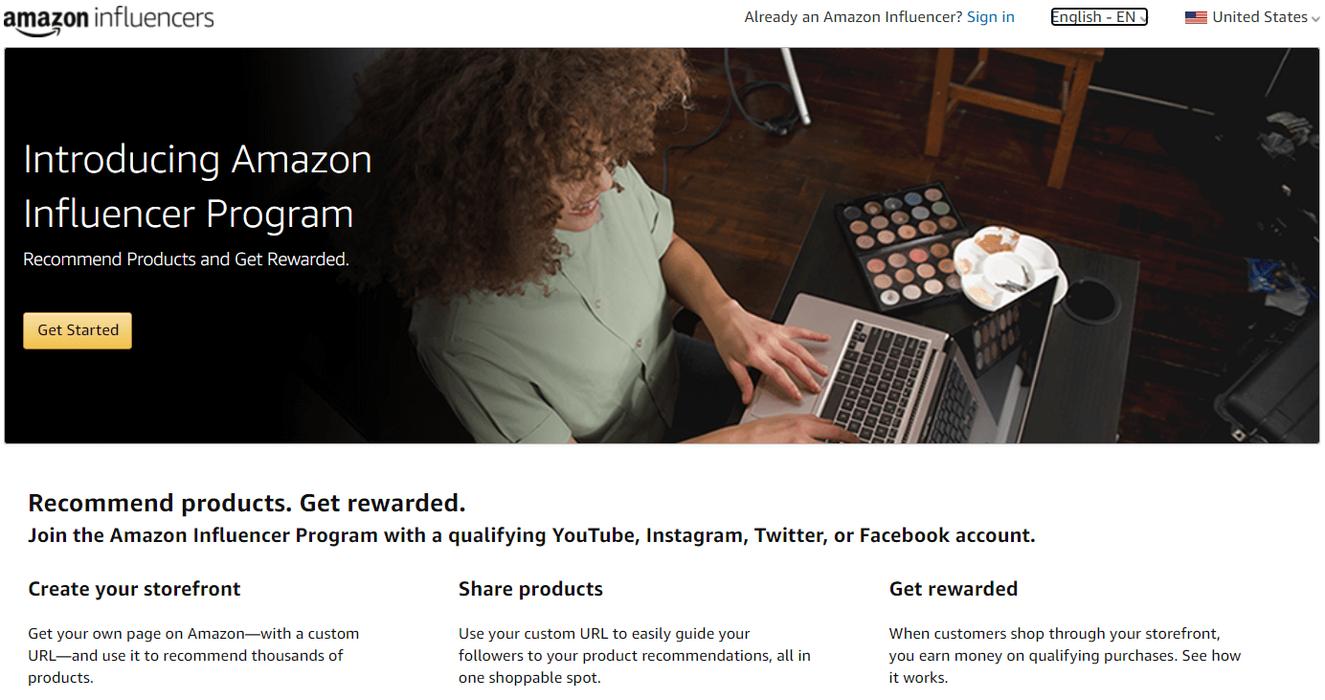 amazon influencers
Already an Amazon Influencer? Sign in
English - EN
United States
Introducing Amazon
Influencer Program
Recommend Products and Get Rewarded.
Get Started
Recommend products. Get rewarded.
Join the Amazon Influencer Program with a qualifying YouTube, Instagram, Twitter, or Facebook account.
Create your storefront
Get your own page on Amazon—with a custom
URL—and use it to recommend thousands of
products.
Share products
Use your custom URL to easily guide your
followers to your product recommendations, all in
one shoppable spot.
Get rewarded
When customers shop through your storefront,
you earn money on qualifying purchases. See how
it works.